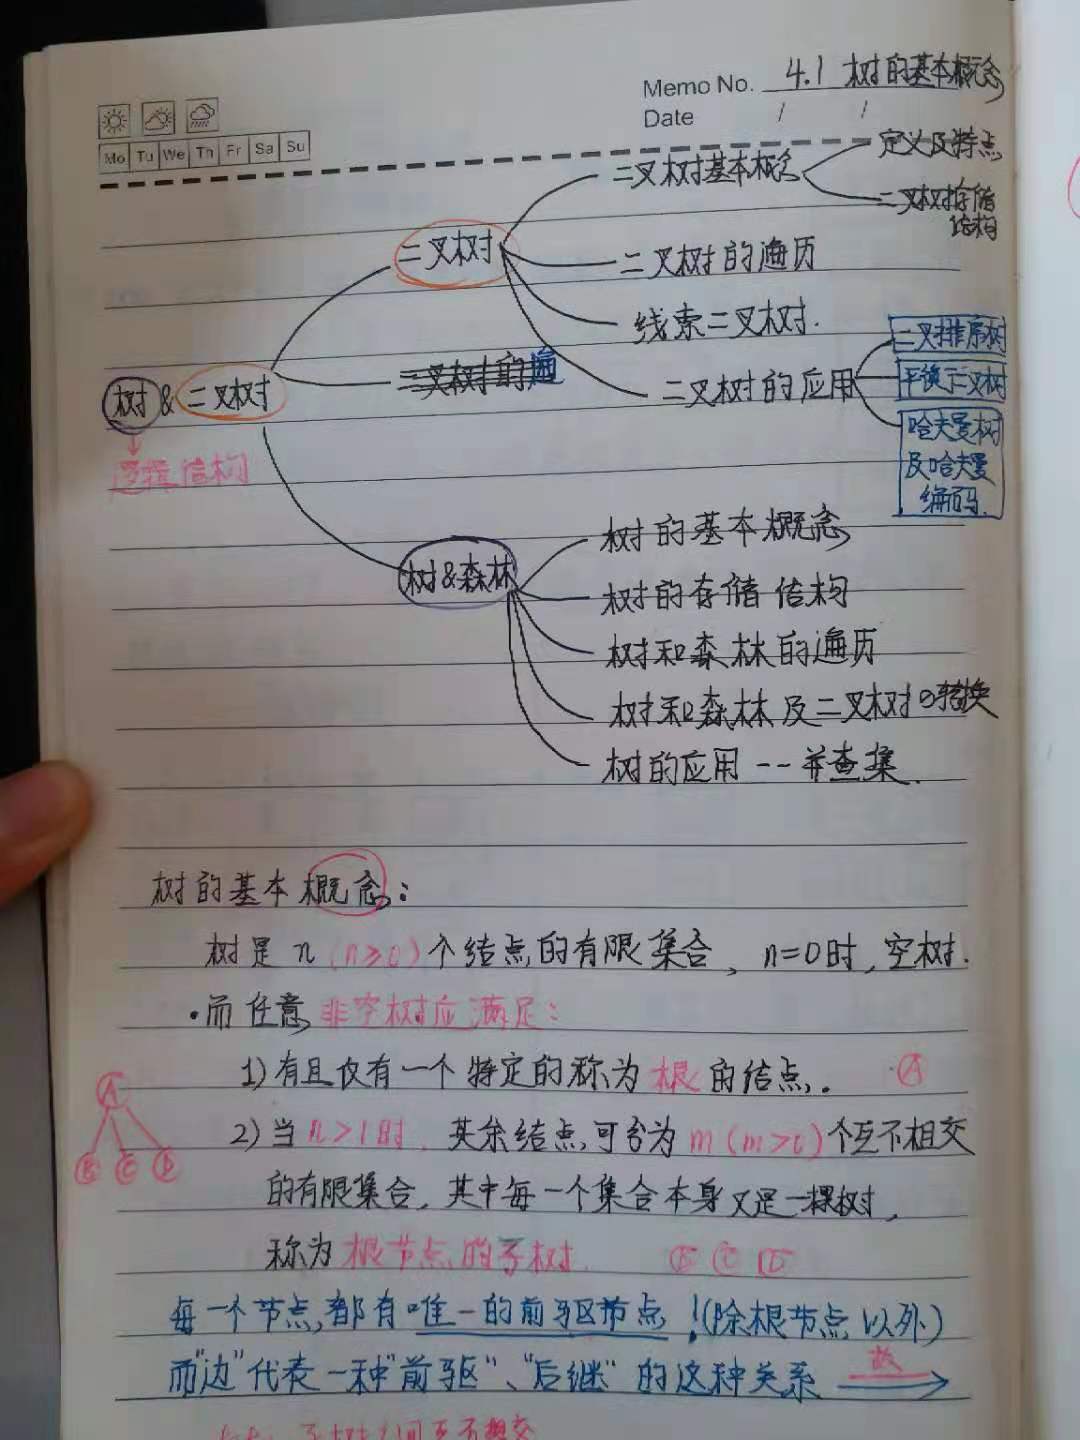 Memo No. 4.1 树的基本概念
Date / /
Mo Tu We Th Fr Sa Su
二叉树基本概念
定义及特点
二叉树存储
结构
二叉树
二叉树的遍历
线索二叉树.
二叉树的遍
二叉树的应用
二叉排序树
平衡二叉树
哈夫曼树
及哈夫曼
编码.
树 & 二叉树
逻辑结构
树&森林
树的基本概念
树的存储结构
树和森林的遍历
树和森林及二叉树的转换
树的应用 -- 并查集.
树的基本概念:
树是 n (n≥0)个结点的有限集合、n=0时,空树.
·而任意非空树应满足:
1)有且仅有一个特定的称为根的结点. A
2)当n>1时、其余结点可分为m(m>0)个互不相交
A
B C D
的有限集合,其中每一个集合本身又是一棵树,
称为根节点的子树. B C D
每一个节点都有唯一的前驱节点!(除根节点以外)
而"边"代表一种"前驱"、"后继"的这种关系 故
子树之间互不相交